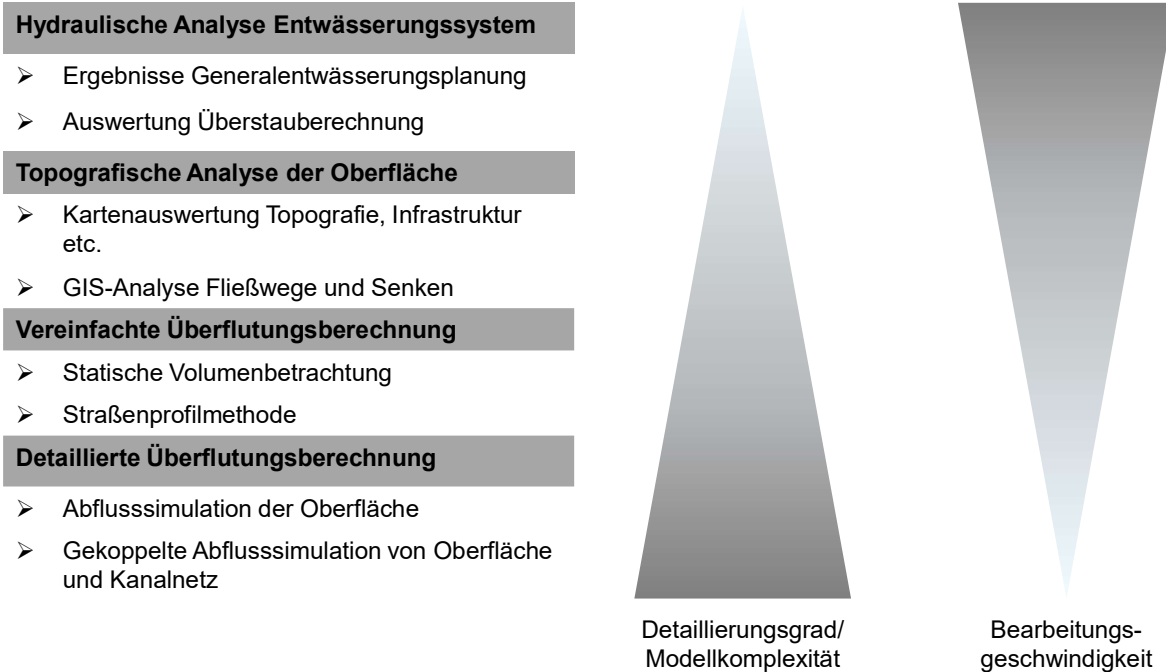 Hydraulische Analyse Entwässerungssystem
➢ Ergebnisse Generalentwässerungsplanung
➢ Auswertung Überstauberechnung
Topografische Analyse der Oberfläche
➢ Kartenauswertung Topografie, Infrastruktur
etc.
➢ GIS-Analyse Fließwege und Senken
Vereinfachte Überflutungsberechnung
➢ Statische Volumenbetrachtung
➢ Straßenprofilmethode
Detaillierte Überflutungsberechnung
➢ Abflusssimulation der Oberfläche
➢ Gekoppelte Abflusssimulation von Oberfläche
und Kanalnetz
Detaillierungsgrad/
Modellkomplexität
Bearbeitungs-
geschwindigkeit